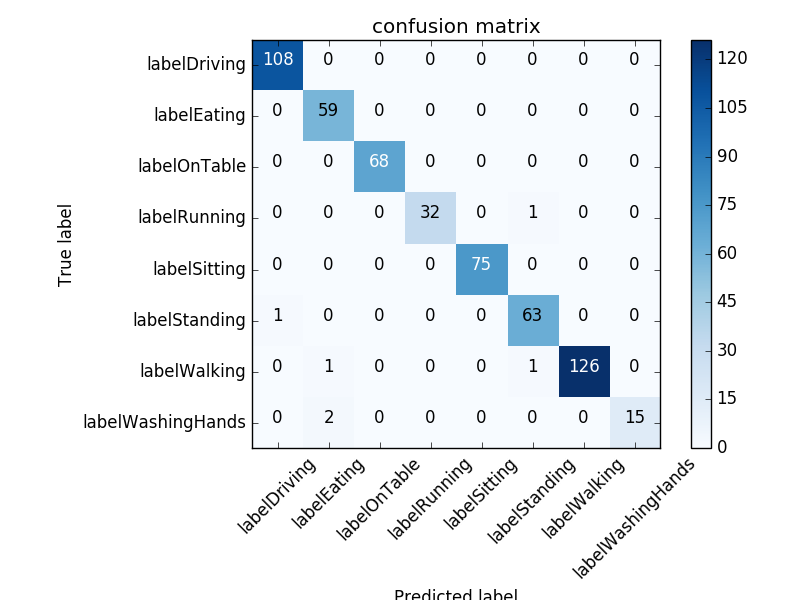 confusion matrix
labelDriving 108 0 0 0 0 0 0 0
labelEating 0 59 0 0 0 0 0 0
labelOnTable 0 0 68 0 0 0 0 0
labelRunning 0 0 0 32 0 1 0 0
labelSitting 0 0 0 0 75 0 0 0
labelStanding 1 0 0 0 0 63 0 0
labelWalking 0 1 0 0 0 1 126 0
labelWashingHands 0 2 0 0 0 0 0 15
True label
labelDriving labelEating labelOnTable labelRunning labelSitting labelStanding labelWalking labelWashingHands
Predicted label
120
105
90
75
60
45
30
15
0